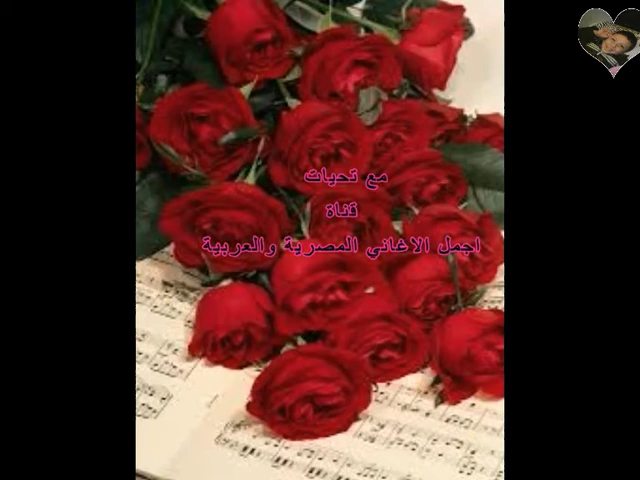 مع تحيات
قناة
اجمل الاغاني المصرية والعربية